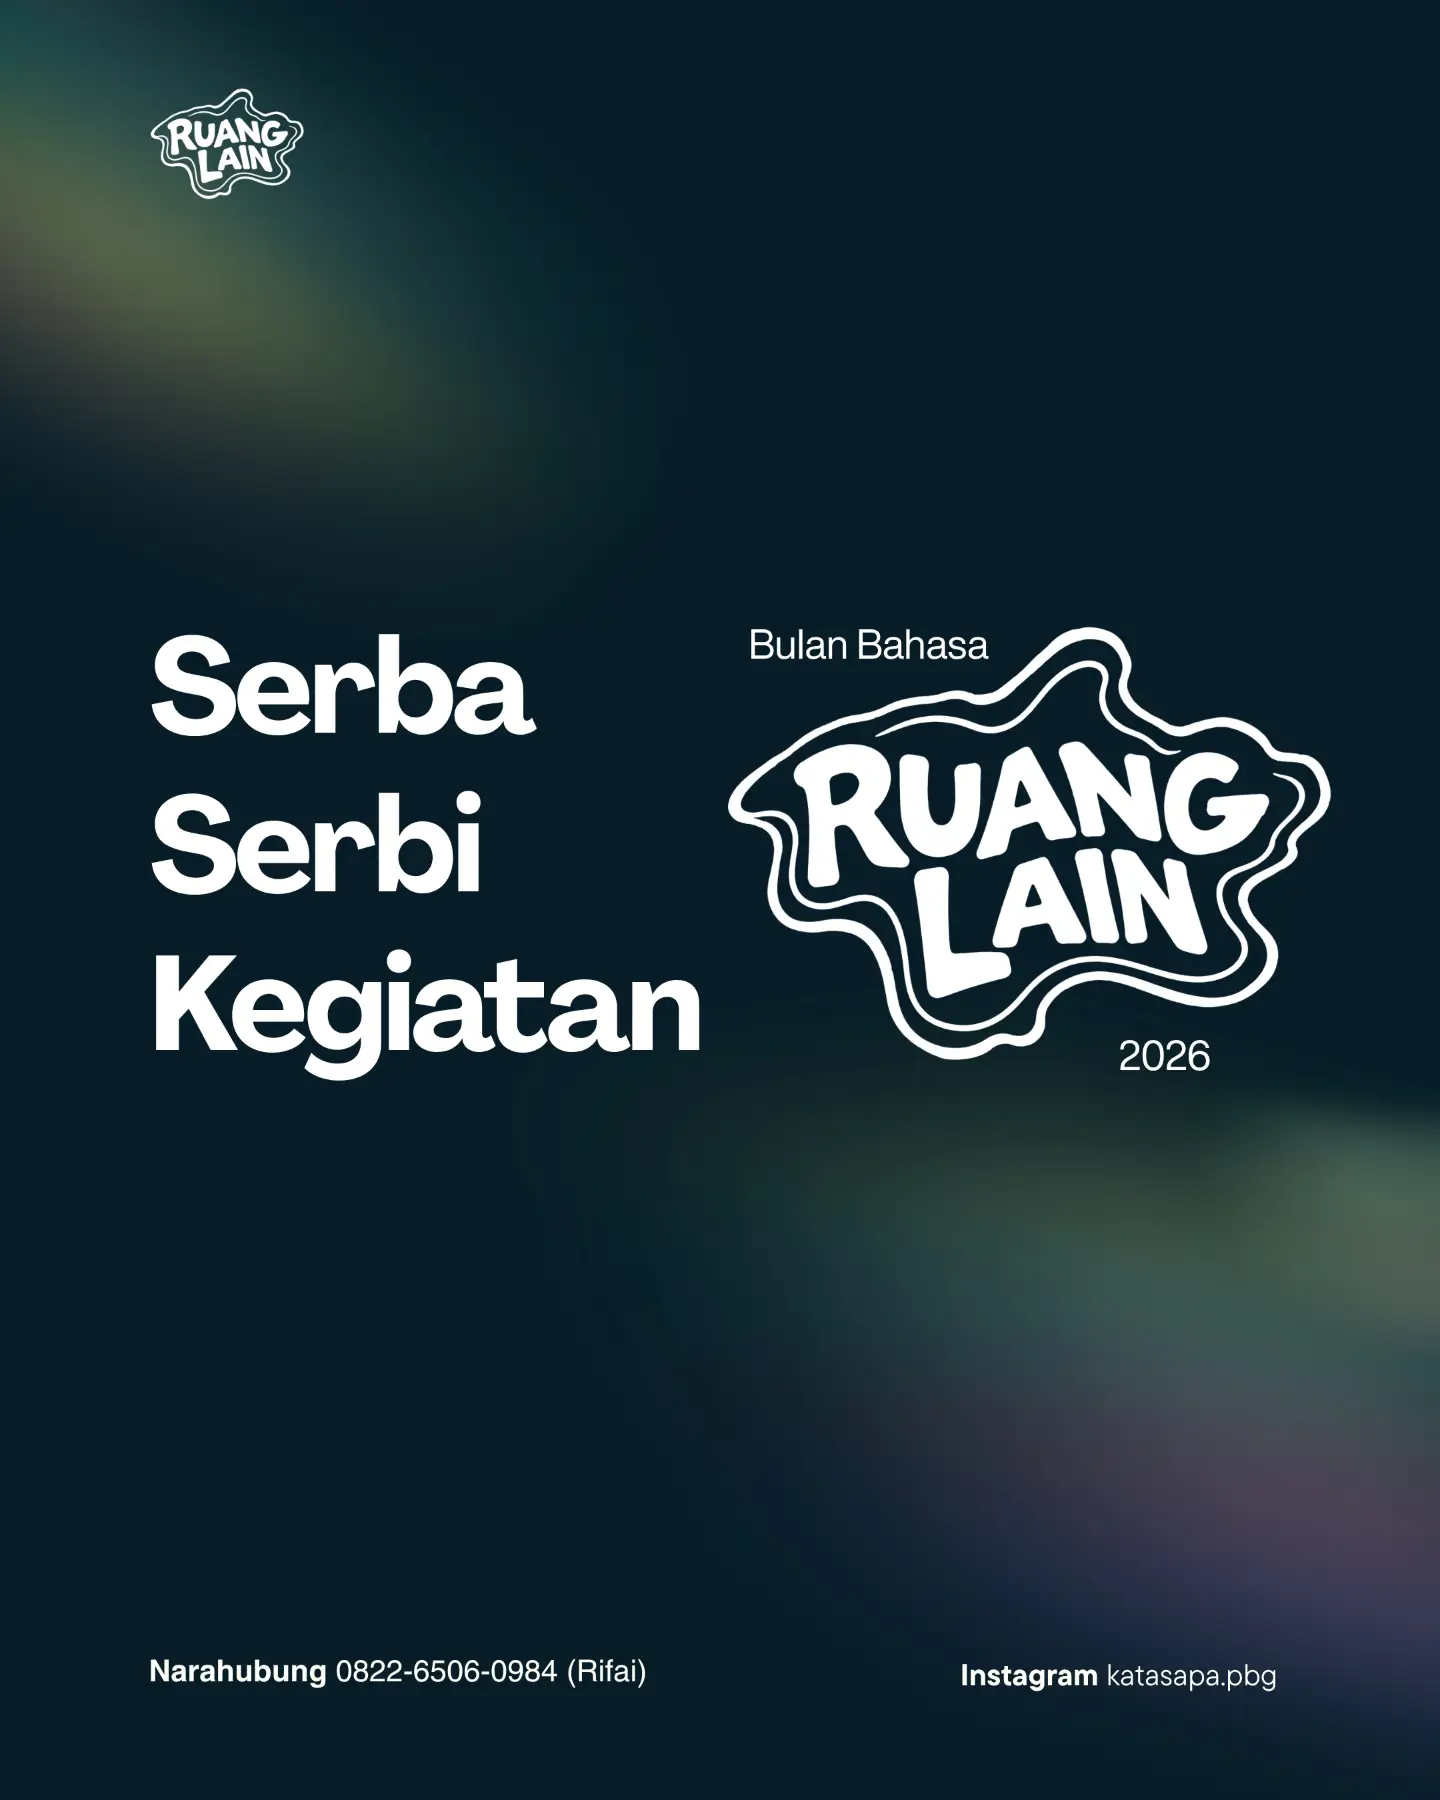 RUANG
LAIN
Serba
Serbi
Kegiatan
Bulan Bahasa
RUANG
LAIN
2026
Narahubung 0822-6506-0984 (Rifai)
Instagram katasapa.pbg